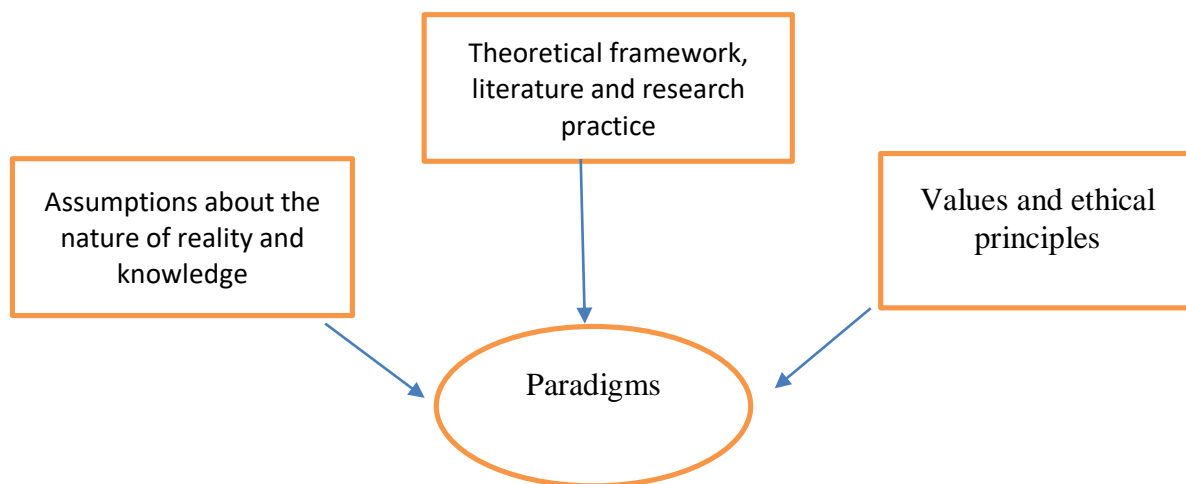 Theoretical framework,
literature and research
practice
Assumptions about the
nature of reality and
knowledge
Values and ethical
principles
Paradigms